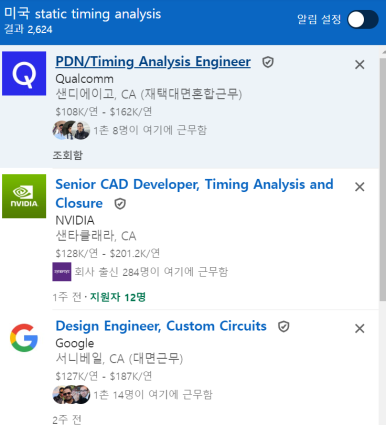 미국 static timing analysis
결과 2,624
알림 설정
PDN/Timing Analysis Engineer
Qualcomm
샌디에이고, CA (재택대면혼합근무)
$108K/연 - $162K/연
1촌 8명이 여기에 근무함
조회함
Senior CAD Developer, Timing Analysis and
Closure
NVIDIA
NVIDIA
샌타클래라, CA
$128K/연 - $201.2K/연
회사 출신 284명이 여기에 근무함
1주 전 · 지원자 12명
Design Engineer, Custom Circuits
Google
서니베일, CA (대면근무)
$127K/연 - $187K/연
1촌 14명이 여기에 근무함
2주 전